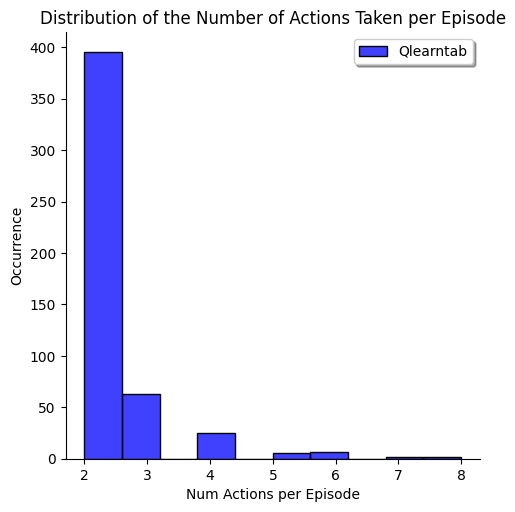 Distribution of the Number of Actions Taken per Episode
Qlearntab
Occurrence
400
350
300
250
200
150
100
50
0
2 3 4 5 6 7 8
Num Actions per Episode